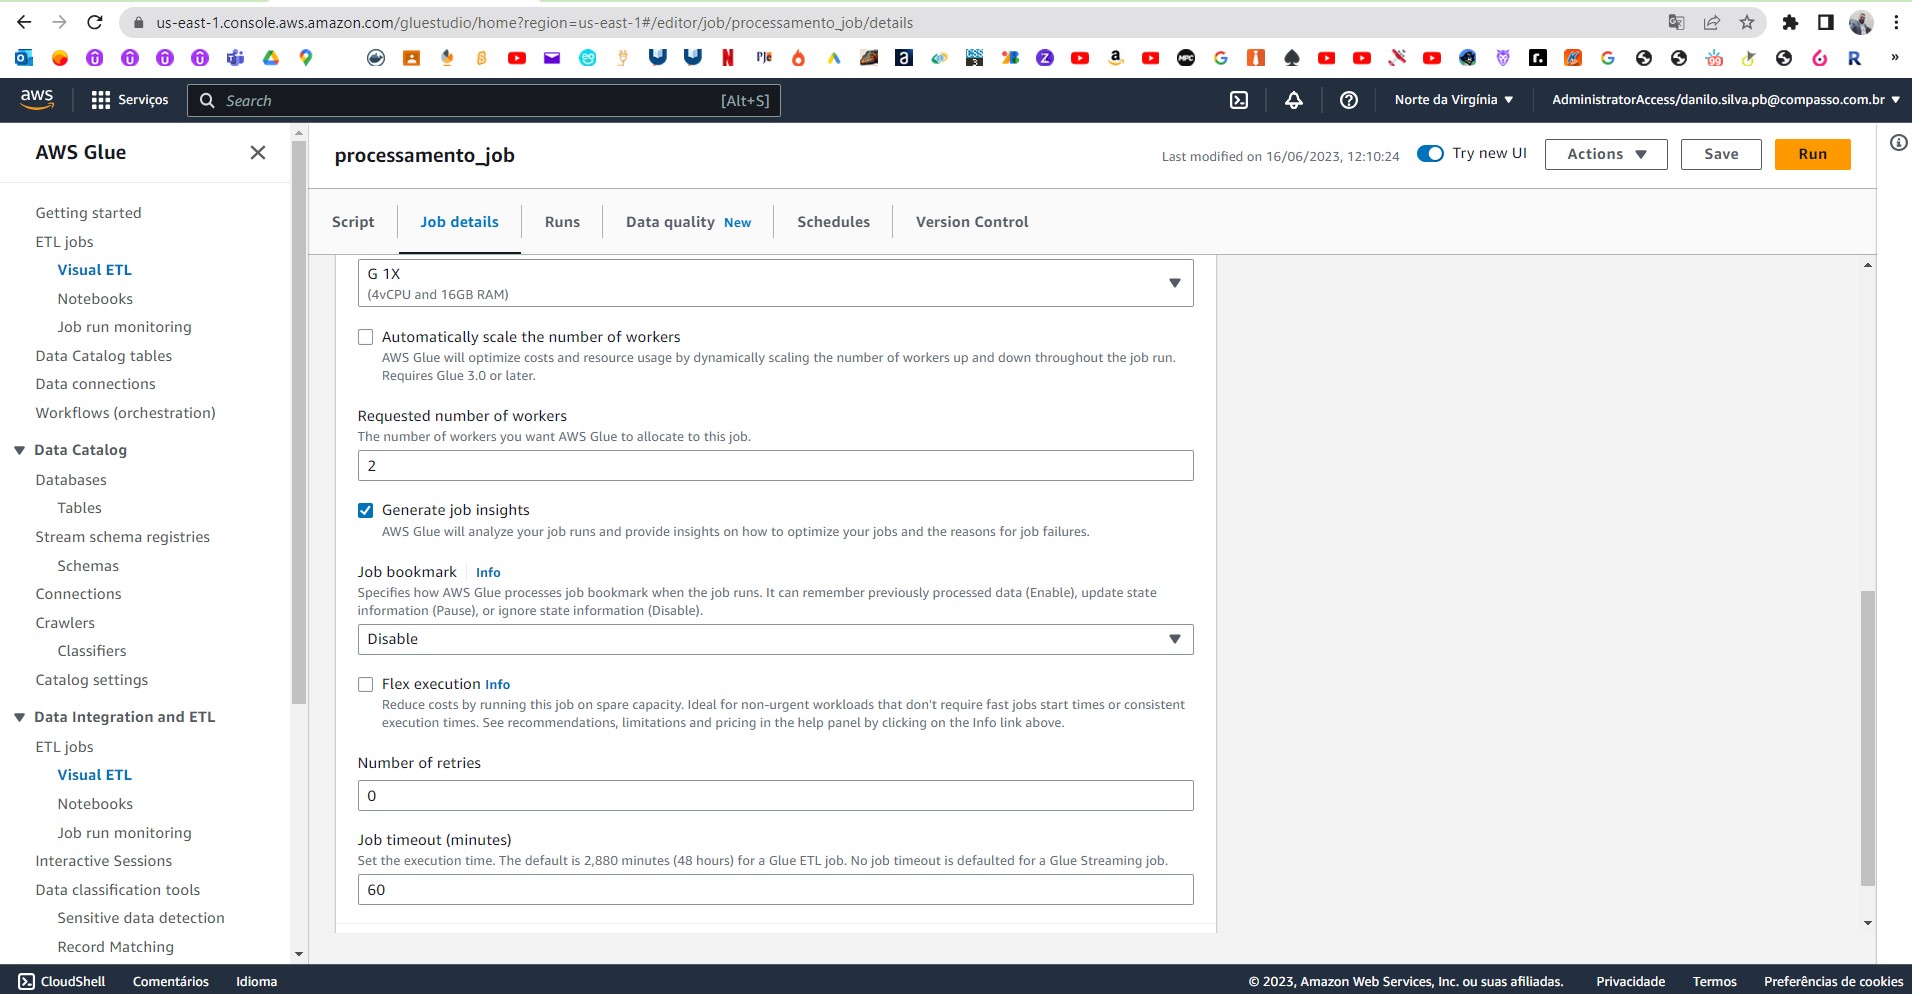 us-east-1.console.aws.amazon.com/gluestudio/home?region=us-east-1#/editor/job/processamento_job/details
aws
Serviços
Search
[Alt+S]
Norte da Virgínia
AdministratorAccess/danilo.silva.pb@compasso.com.br
AWS Glue
Getting started
ETL jobs
Visual ETL
Notebooks
Job run monitoring
Data Catalog tables
Data connections
Workflows (orchestration)
Data Catalog
Databases
Tables
Stream schema registries
Schemas
Connections
Crawlers
Classifiers
Catalog settings
Data Integration and ETL
ETL jobs
Visual ETL
Notebooks
Job run monitoring
Interactive Sessions
Data classification tools
Sensitive data detection
Record Matching
processamento_job
Last modified on 16/06/2023, 12:10:24
Try new UI
Actions
Save
Run
Script
Job details
Runs
Data quality New
Schedules
Version Control
G 1X
(4vCPU and 16GB RAM)
Automatically scale the number of workers
AWS Glue will optimize costs and resource usage by dynamically scaling the number of workers up and down throughout the job run.
Requires Glue 3.0 or later.
Requested number of workers
The number of workers you want AWS Glue to allocate to this job.
2
Generate job insights
AWS Glue will analyze your job runs and provide insights on how to optimize your jobs and the reasons for job failures.
Job bookmark Info
Specifies how AWS Glue processes job bookmark when the job runs. It can remember previously processed data (Enable), update state
information (Pause), or ignore state information (Disable).
Disable
Flex execution Info
Reduce costs by running this job on spare capacity. Ideal for non-urgent workloads that don't require fast jobs start times or consistent
execution times. See recommendations, limitations and pricing in the help panel by clicking on the Info link above.
Number of retries
0
Job timeout (minutes)
Set the execution time. The default is 2,880 minutes (48 hours) for a Glue ETL job. No job timeout is defaulted for a Glue Streaming job.
60
CloudShell
Comentários
Idioma
© 2023, Amazon Web Services, Inc. ou suas afiliadas.
Privacidade
Termos
Preferências de cookies